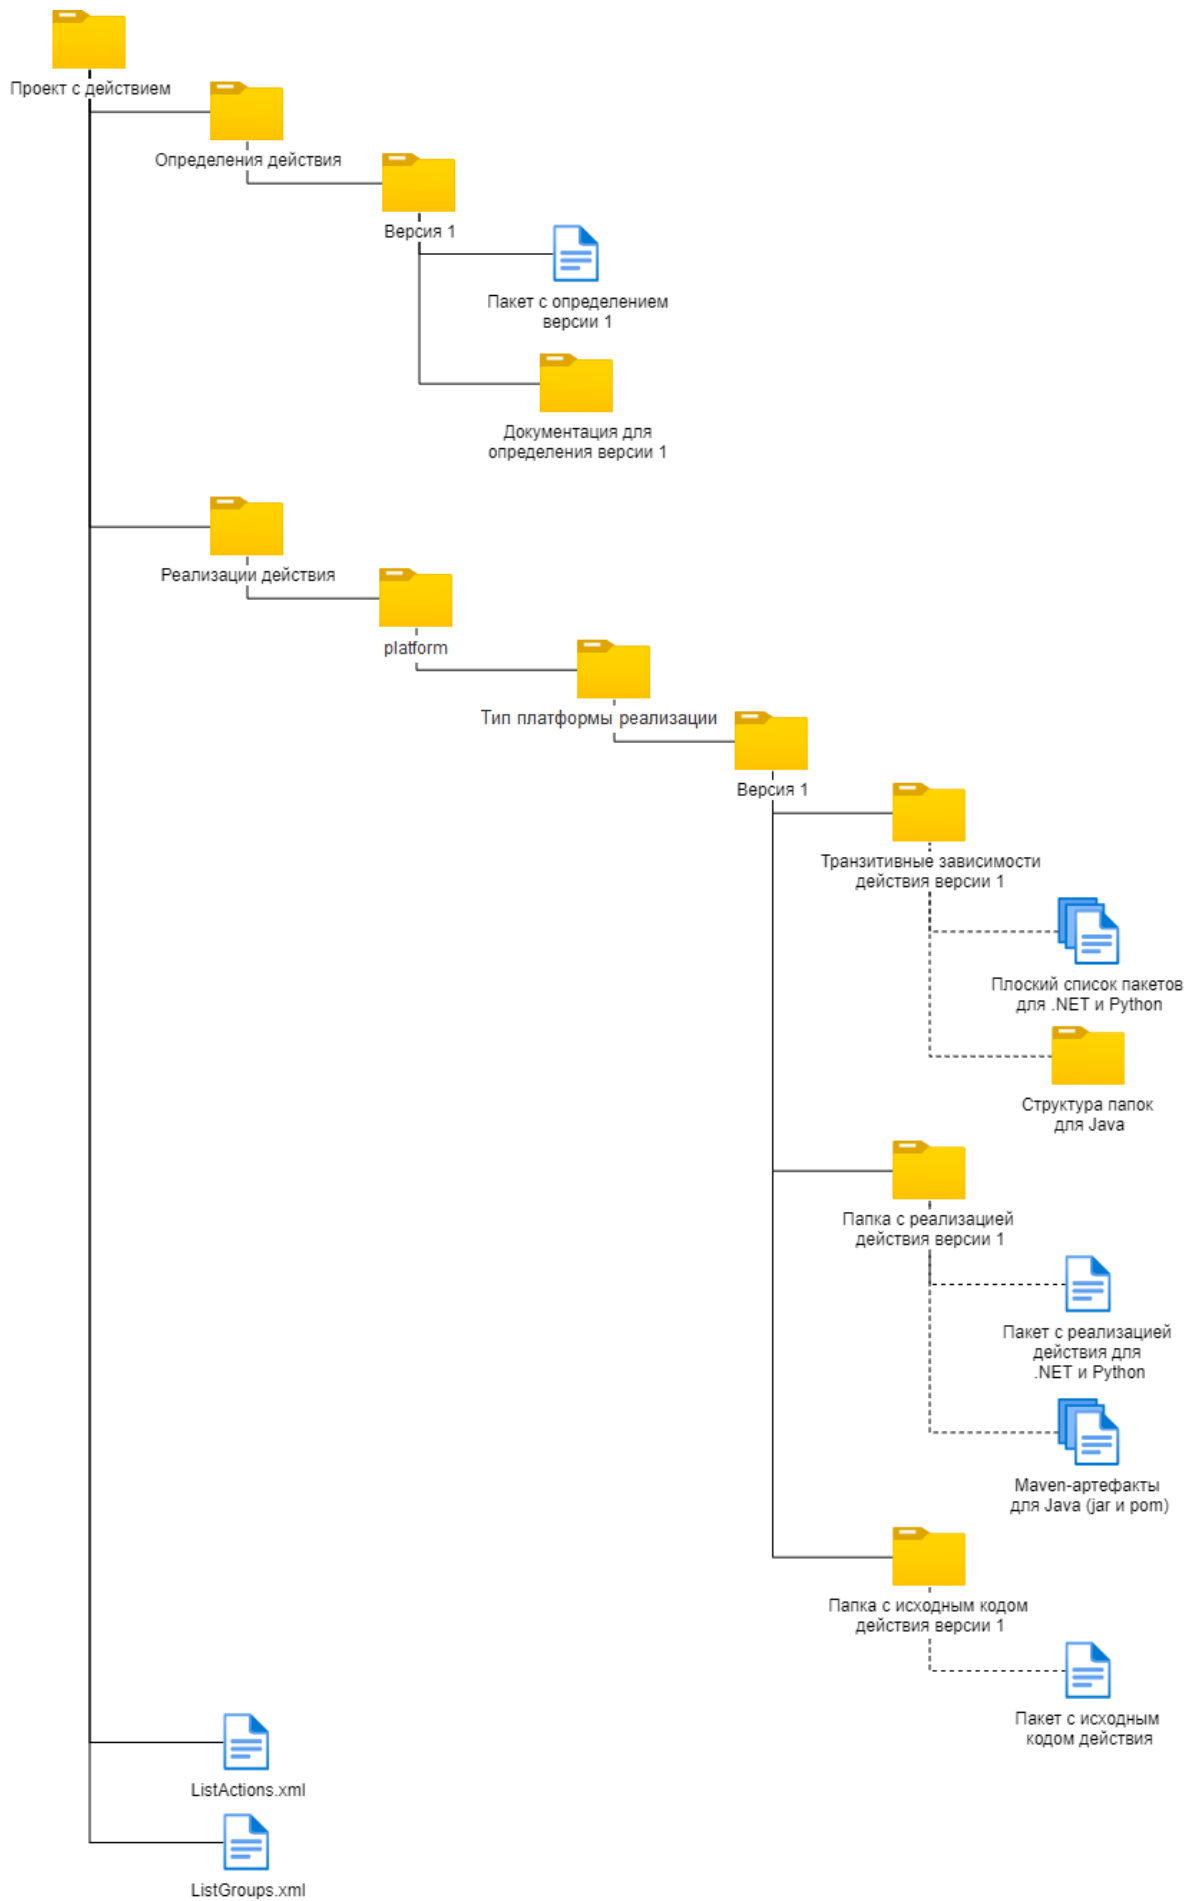 Проект с действием
Определения действия
Версия 1
Пакет с определением
версии 1
Документация для
определения версии 1
Реализации действия
platform
Тип платформы реализации
Версия 1
Транзитивные зависимости
действия версии 1
Плоский список пакетов
для .NET и Python
Структура папок
для Java
Папка с реализацией
действия версии 1
Пакет с реализацией
действия для
.NET и Python
Maven-артефакты
для Java (jar и pom)
Папка с исходным кодом
действия версии 1
Пакет с исходным
кодом действия
ListActions.xml
ListGroups.xml